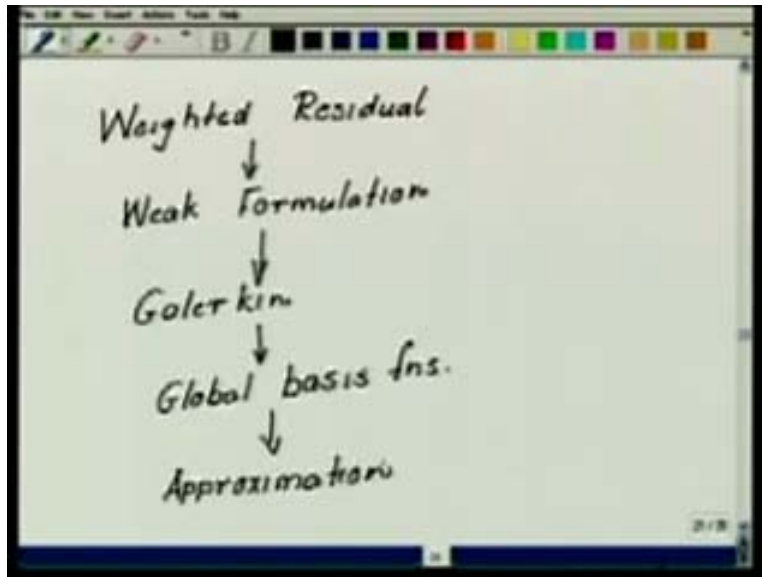 Weighted Residual
Weak Formulation
Galerkin
Global basis fns.
Approximation